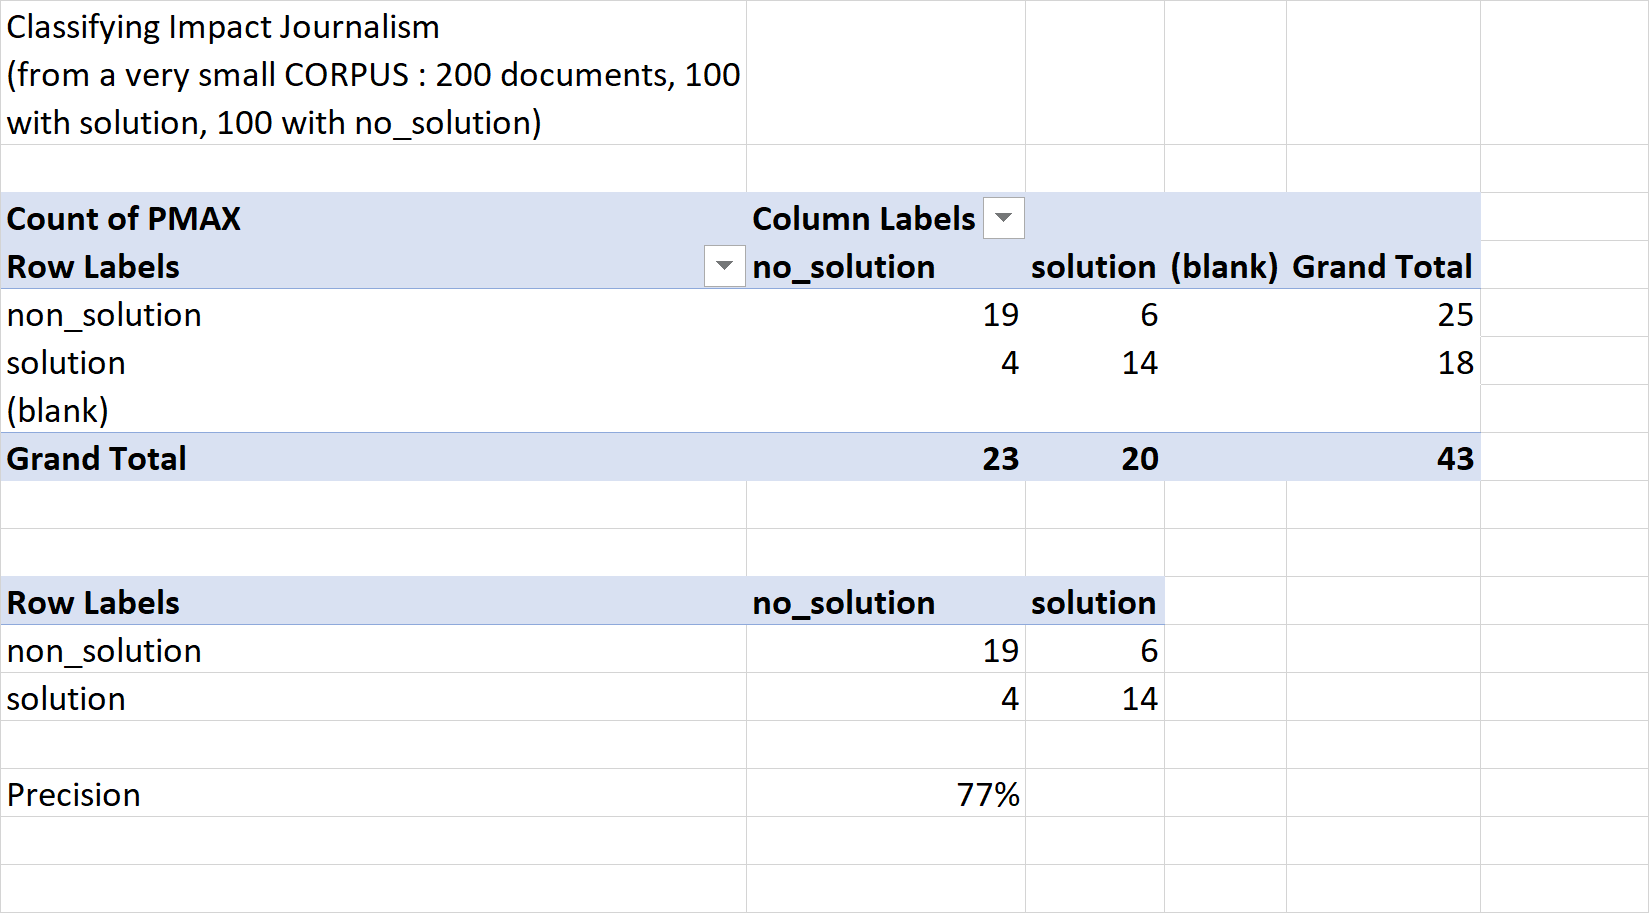 Classifying Impact Journalism
(from a very small CORPUS : 200 documents, 100
with solution, 100 with no_solution)
Count of PMAX Column Labels
Row Labels no_solution solution (blank) Grand Total
non_solution 19 6 25
solution 4 14 18
(blank)
Grand Total 23 20 43
Row Labels no_solution solution
non_solution 19 6
solution 4 14
Precision 77%